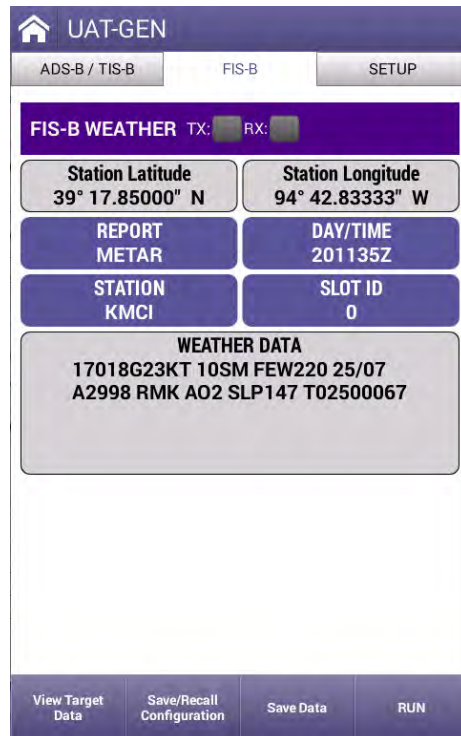 UAT-GEN
ADS-B / TIS-B FIS-B SETUP
FIS-B WEATHER TX: RX:
Station Latitude
39° 17.85000" N
Station Longitude
94° 42.83333" W
REPORT
METAR
DAY/TIME
201135Z
STATION
KMCI
SLOT ID
0
WEATHER DATA
17018G23KT 10SM FEW220 25/07
A2998 RMK AO2 SLP147 T02500067
View Target
Data
Save/Recall
Configuration
Save Data
RUN